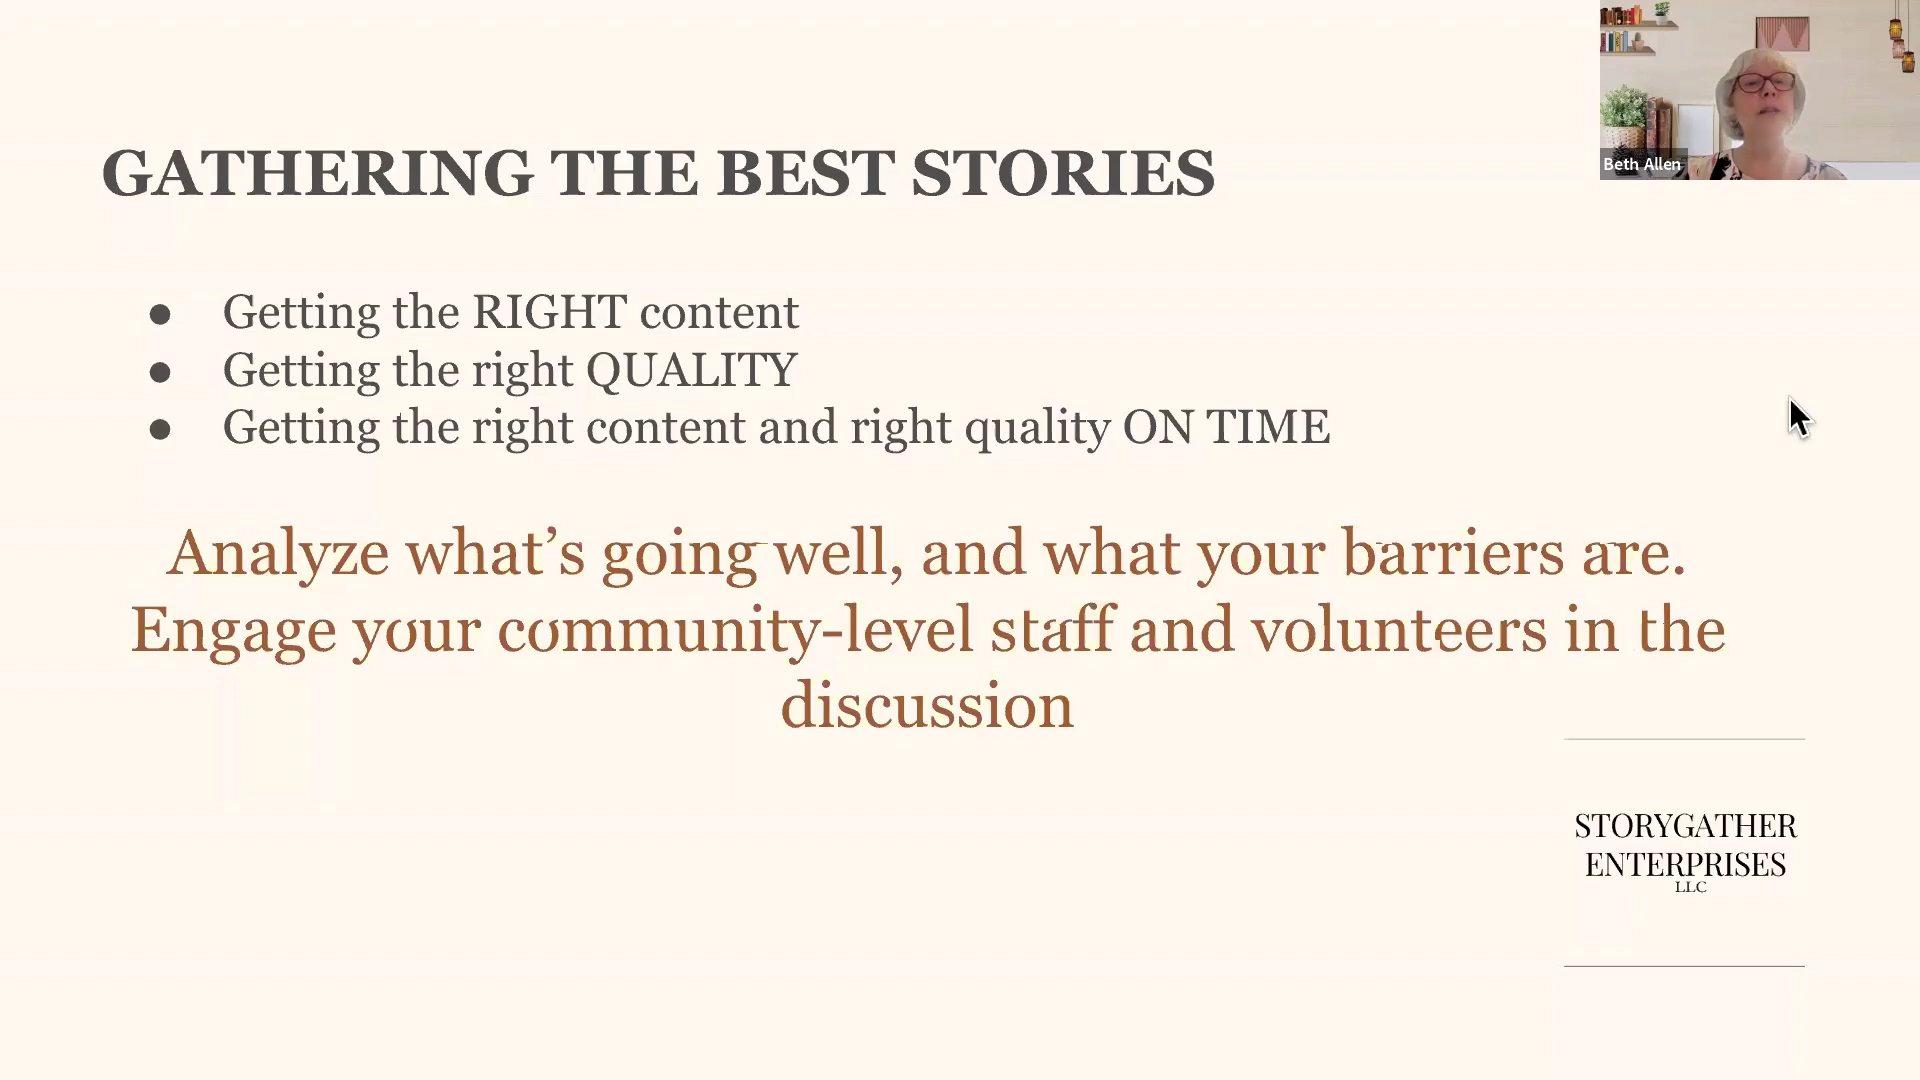 GATHERING THE BEST STORIES
● Getting the RIGHT content
● Getting the right QUALITY
● Getting the right content and right quality ON TIME
Analyze what’s going well, and what your barriers are.
Engage your community-level staff and volunteers in the
discussion
Beth Allen
STORYGATHER
ENTERPRISES
LLC